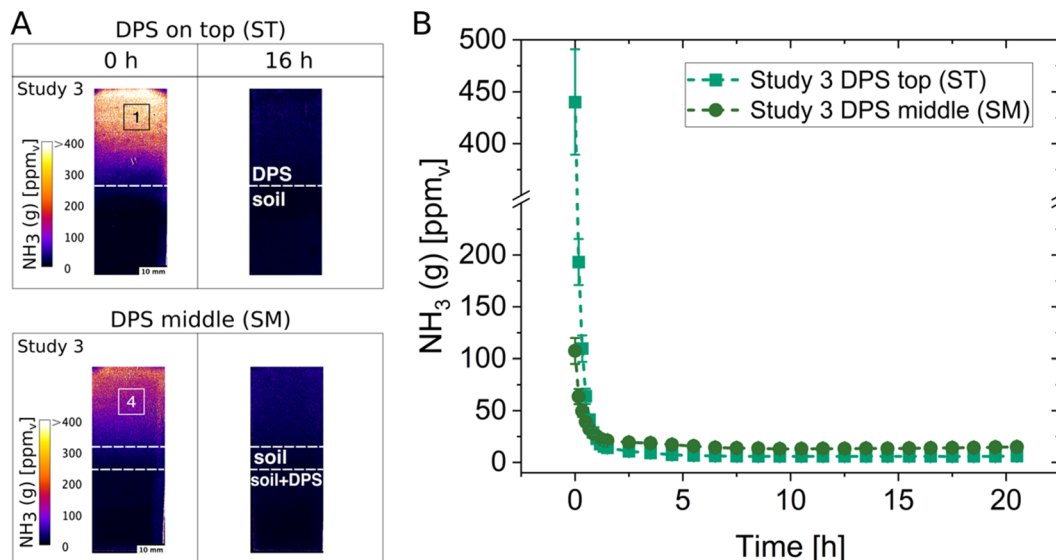 A
DPS on top (ST)
0 h
16 h
Study 3
1
NH3 (g) [ppmv]
>400
300
200
100
0
10 mm
DPS
soil
DPS middle (SM)
Study 3
4
NH3 (g) [ppmv]
>400
300
200
100
0
10 mm
soil
soil+DPS
B
NH3 (g) [ppmv]
500
450
400
200
150
100
50
0
Study 3 DPS top (ST)
Study 3 DPS middle (SM)
0
5
10
15
20
Time [h]